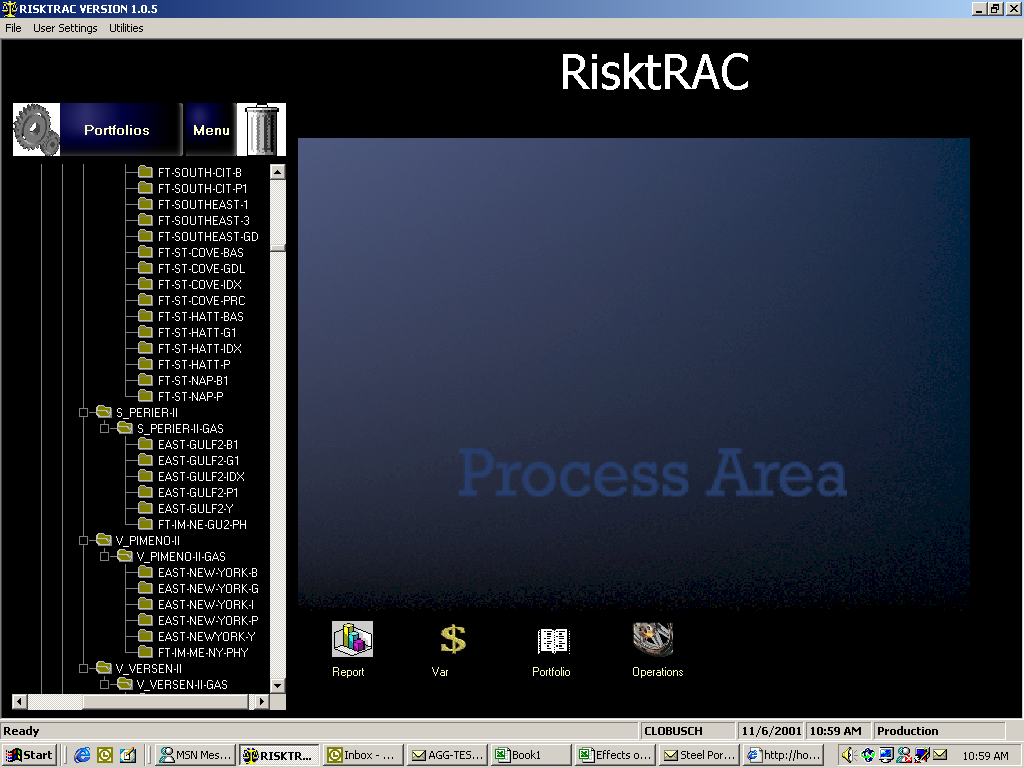 RISKTRAC VERSION 1.0.5
File User Settings Utilities
RisktRAC
Portfolios Menu
FT-SOUTH-CIT-B
FT-SOUTH-CIT-P1
FT-SOUTHEAST-1
FT-SOUTHEAST-3
FT-SOUTHEAST-GD
FT-ST-COVE-BAS
FT-ST-COVE-GDL
FT-ST-COVE-IDX
FT-ST-COVE-PRC
FT-ST-HATT-BAS
FT-ST-HATT-G1
FT-ST-HATT-IDX
FT-ST-HATT-P
FT-ST-NAP-B1
FT-ST-NAP-P
S_PERIER-II
S_PERIER-II-GAS
EAST-GULF2-B1
EAST-GULF2-G1
EAST-GULF2-IDX
EAST-GULF2-P1
EAST-GULF2-Y
FT-IM-NE-GU2-PH
V_PIMENO-II
V_PIMENO-II-GAS
EAST-NEW-YORK-B
EAST-NEW-YORK-G
EAST-NEW-YORK-I
EAST-NEW-YORK-P
EAST-NEWYORK-Y
FT-IM-ME-NY-PHY
V_VERSEN-II
V_VERSEN-II-GAS
Process Area
Report Var Portfolio Operations
Ready CLOBUSCH 11/6/2001 10:59 AM Production
Start MSN Mes... RISKTR... Inbox - ... AGG-TES... Book1 Effects o... Steel Por... http://ho... 10:59 AM